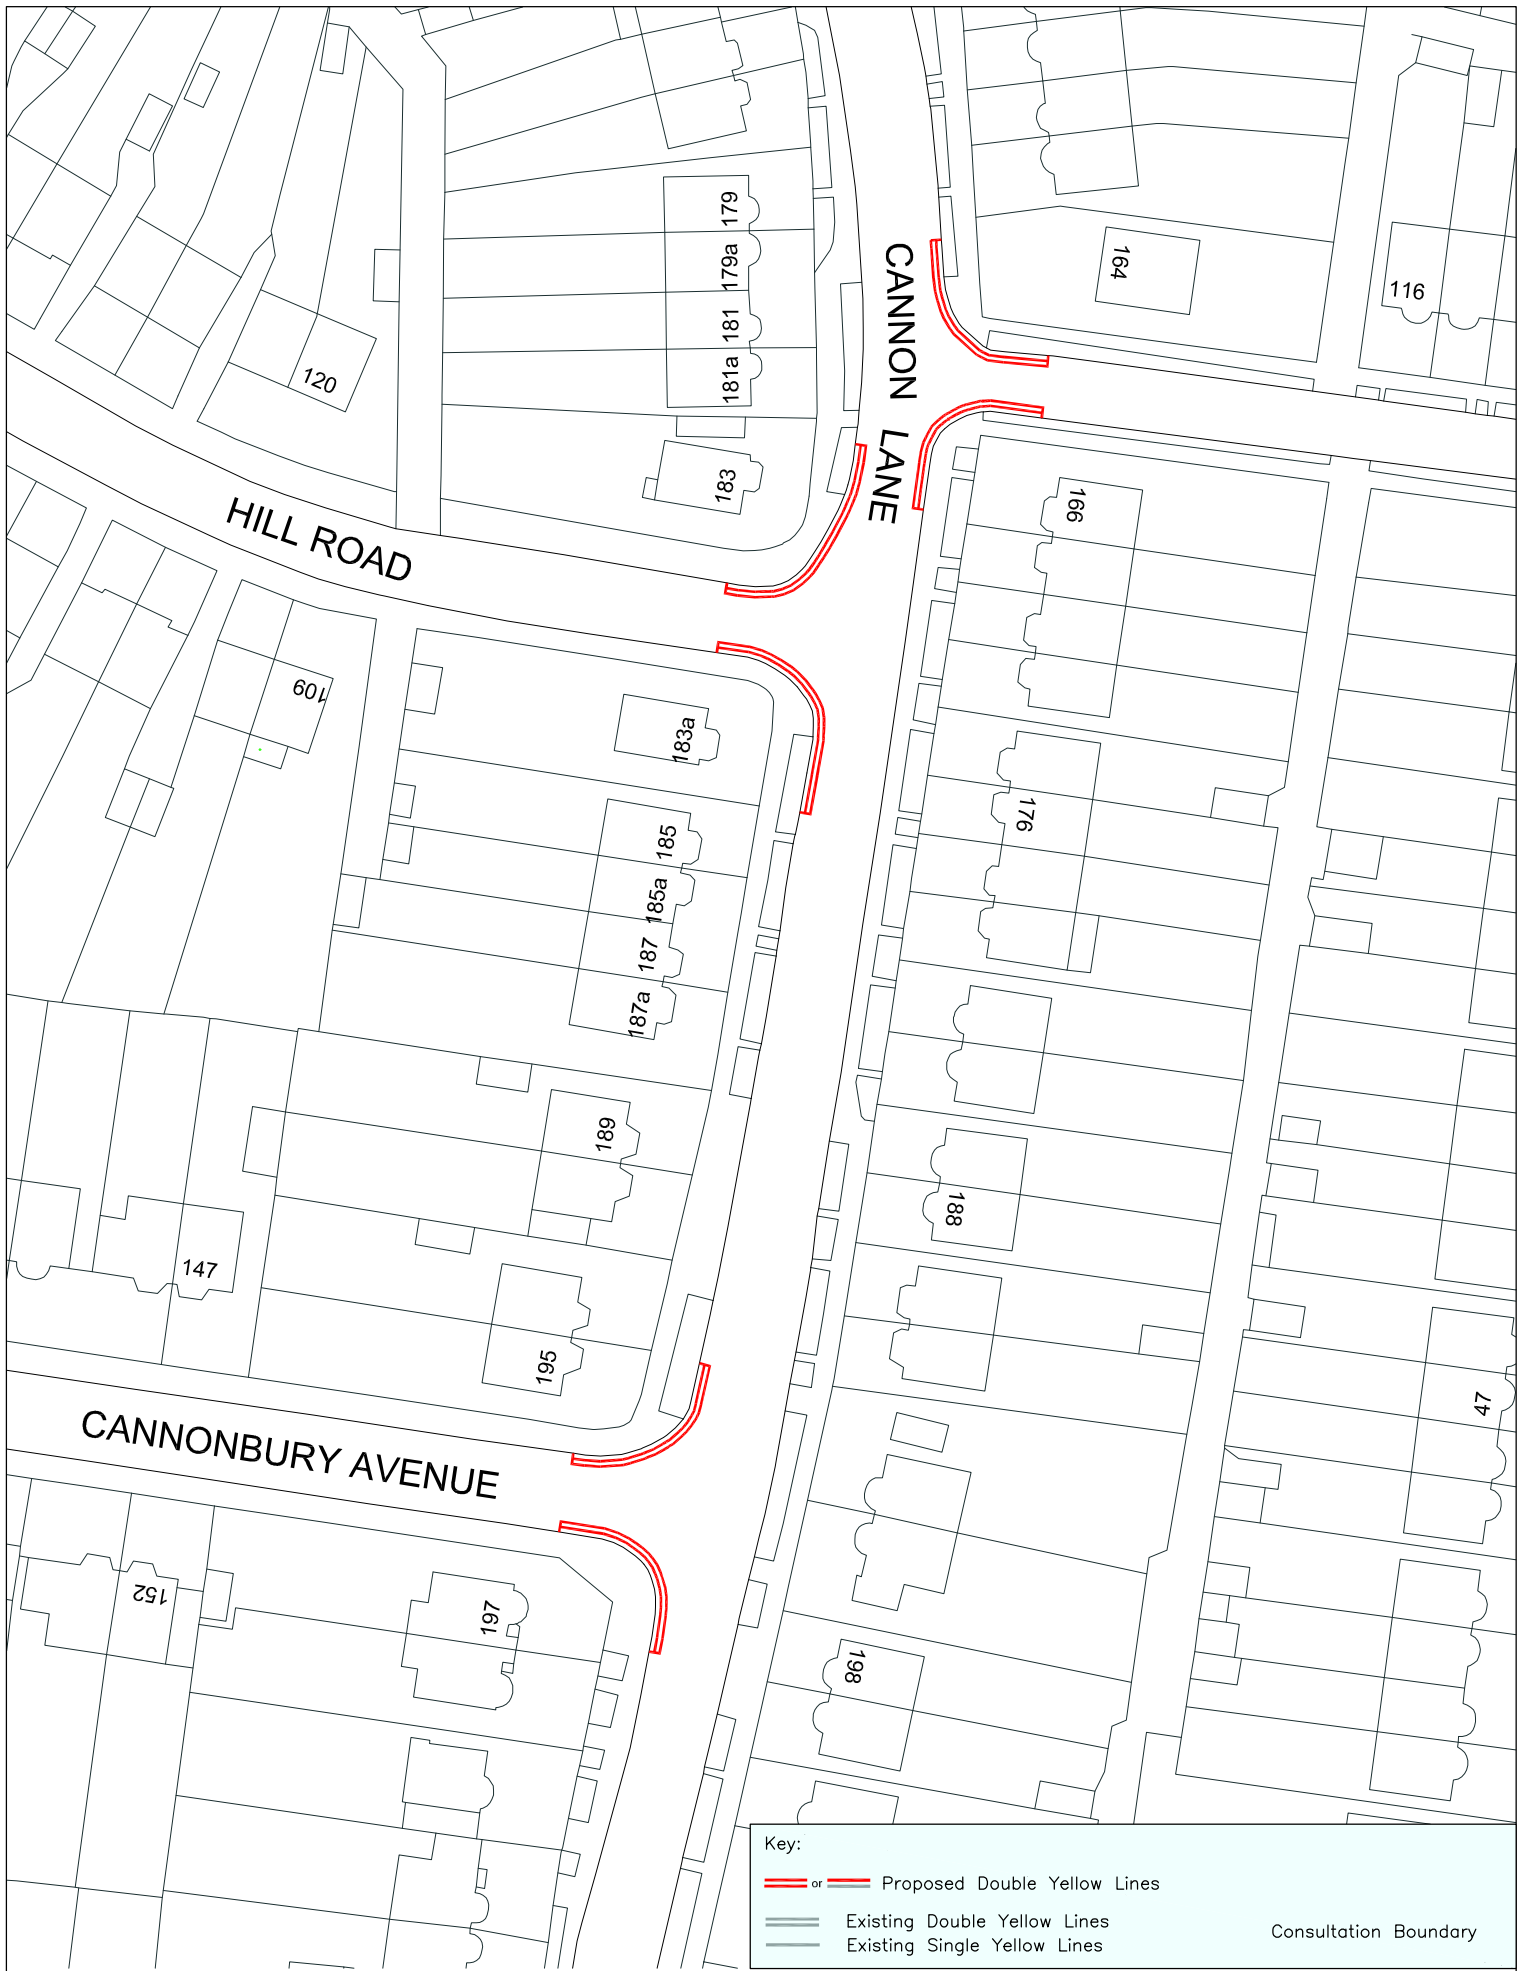 179
179a
181
181a
183
CANNON LANE
164
116
120
HILL ROAD
166
109
183a
176
185
185a
187
187a
189
188
147
195
47
CANNONBURY AVENUE
152
197
198
Key:
or Proposed Double Yellow Lines
Existing Double Yellow Lines
Existing Single Yellow Lines
Consultation Boundary